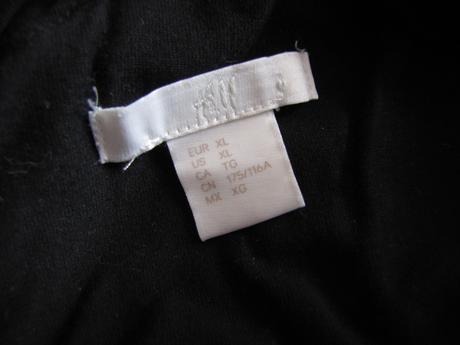 EUR XL
US XL
CA TG
CN 175/116A
MX XG